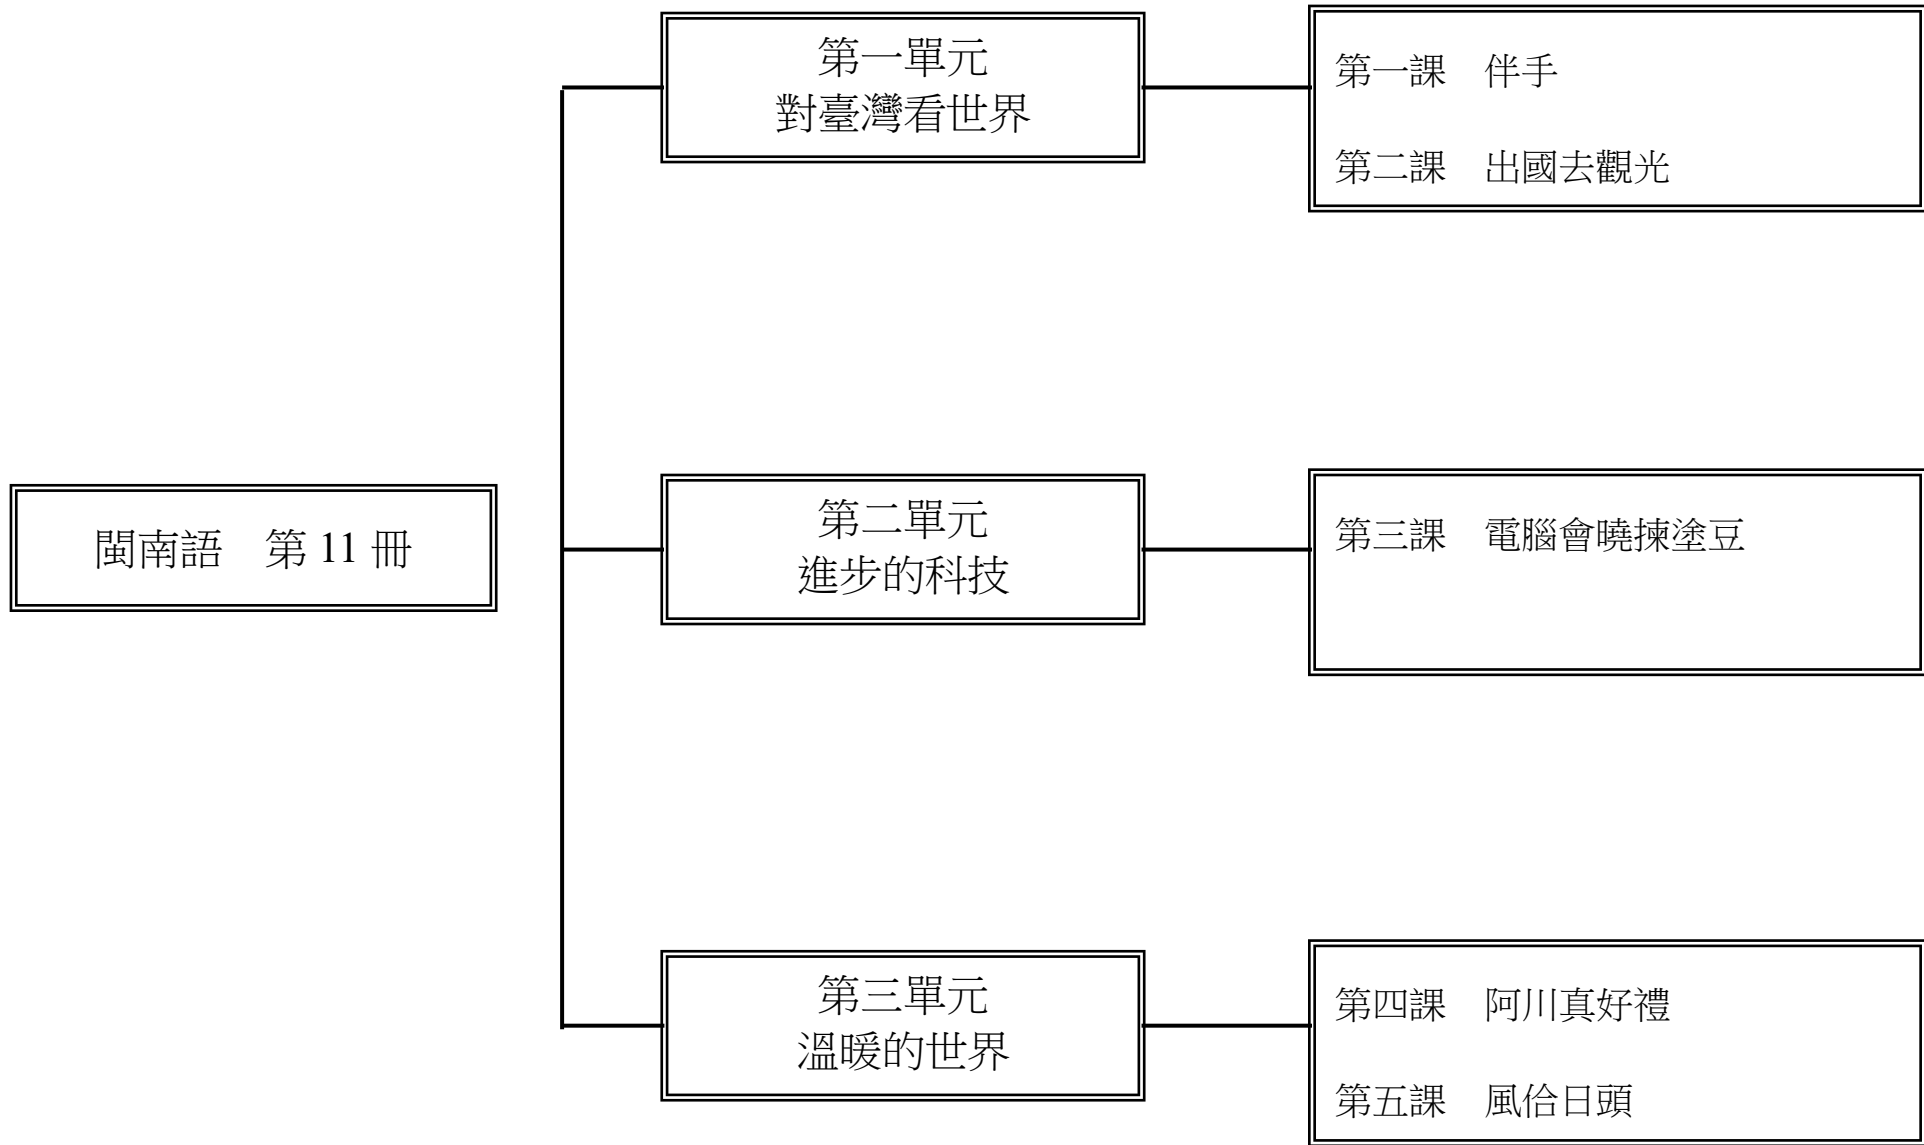 閩南語　第 11 冊
第一單元
對臺灣看世界
第一課　伴手
第二課　出國去觀光
第二單元
進步的科技
第三課　電腦會曉揀塗豆
第三單元
溫暖的世界
第四課　阿川真好禮
第五課　風佮日頭